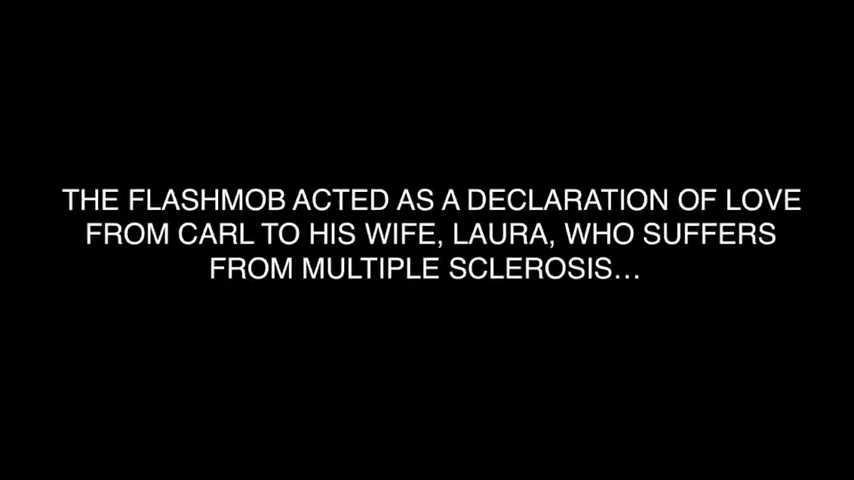 THE FLASHMOB ACTED AS A DECLARATION OF LOVE
FROM CARL TO HIS WIFE, LAURA, WHO SUFFERS
FROM MULTIPLE SCLEROSIS…